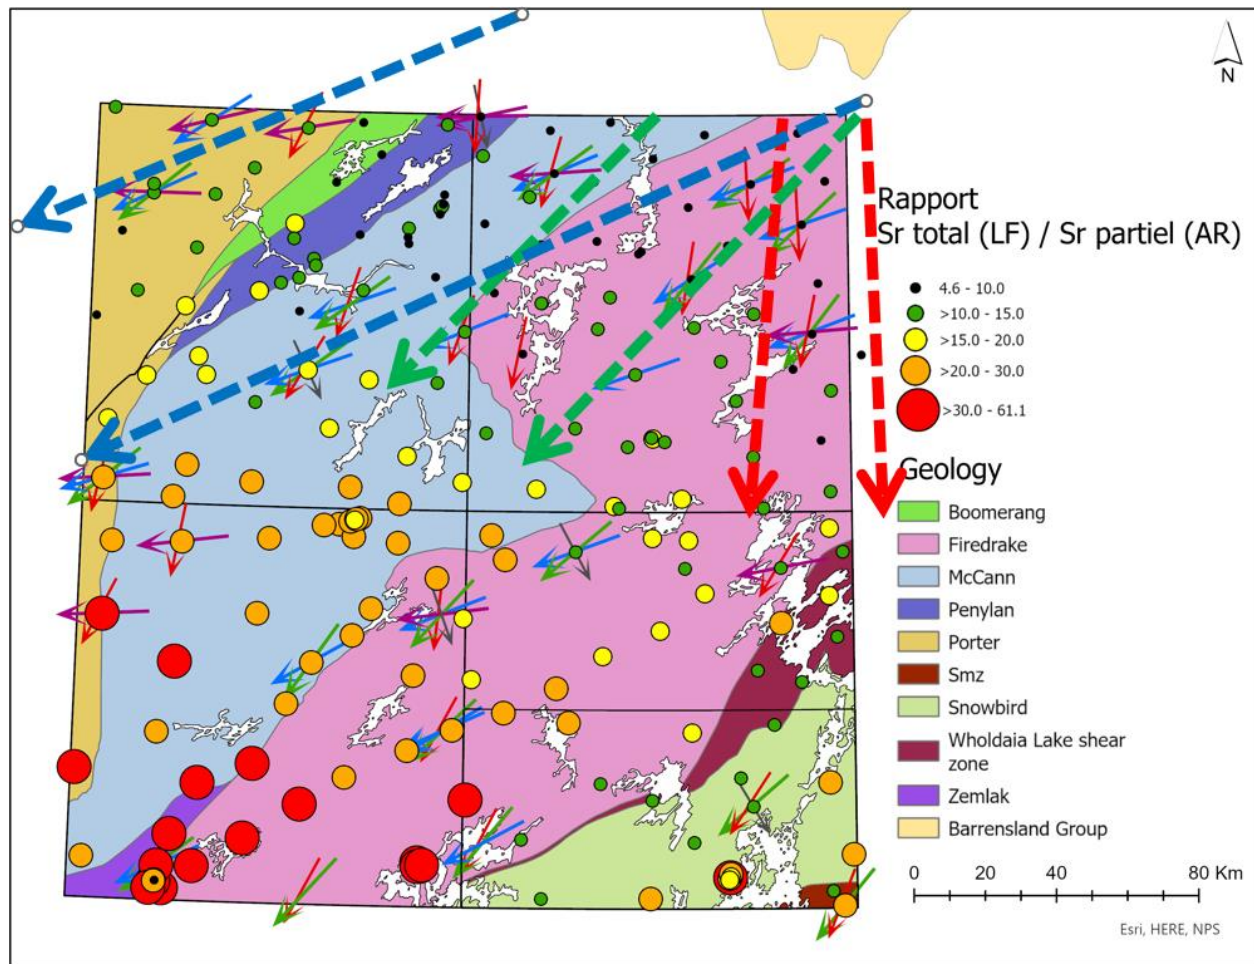 N
Rapport
Sr total (LF) / Sr partiel (AR)
4.6 - 10.0
>10.0 - 15.0
>15.0 - 20.0
>20.0 - 30.0
>30.0 - 61.1
Geology
Boomerang
Firedrake
McCann
Penylan
Porter
Smz
Snowbird
Wholdaia Lake shear
zone
Zemlak
Barrensland Group
0 20 40 80 Km
Esri, HERE, NPS